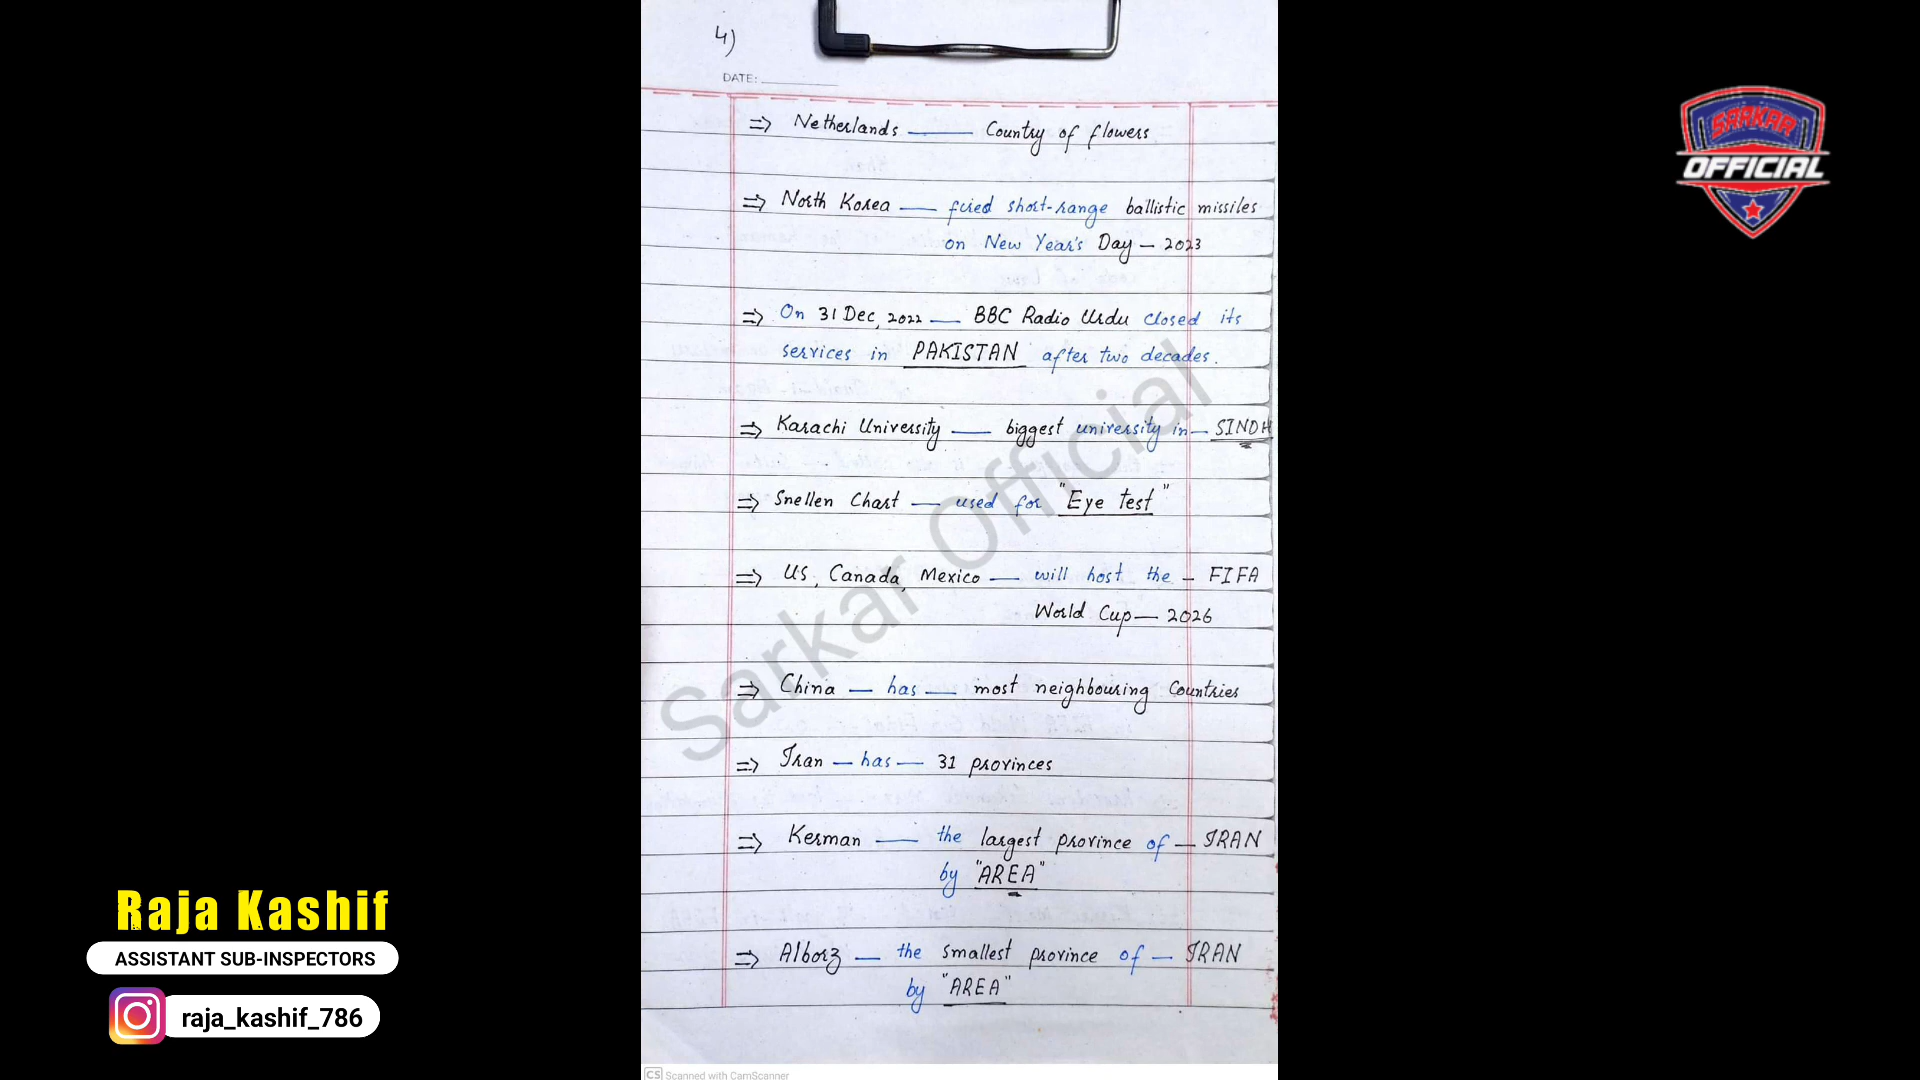 4)
DATE:
⇒ Netherlands — Country of flowers
⇒ North Korea — fired short-range ballistic missiles
on New Year's Day – 2023
⇒ On 31 Dec, 2022 — BBC Radio Urdu closed its
services in PAKISTAN after two decades.
⇒ Karachi University — biggest university in – SINDH
⇒ Snellen Chart — used for "Eye test"
⇒ US, Canada, Mexico — will host the – FIFA
World Cup – 2026
⇒ China — has — most neighbouring Countries
⇒ Iran — has — 31 provinces
⇒ Kerman — the largest province of – IRAN
by "AREA"
⇒ Alborz — the smallest province of – IRAN
by "AREA"
Sarkar Official
CS Scanned with CamScanner
SARKAR
OFFICIAL
Raja Kashif
ASSISTANT SUB-INSPECTORS
raja_kashif_786